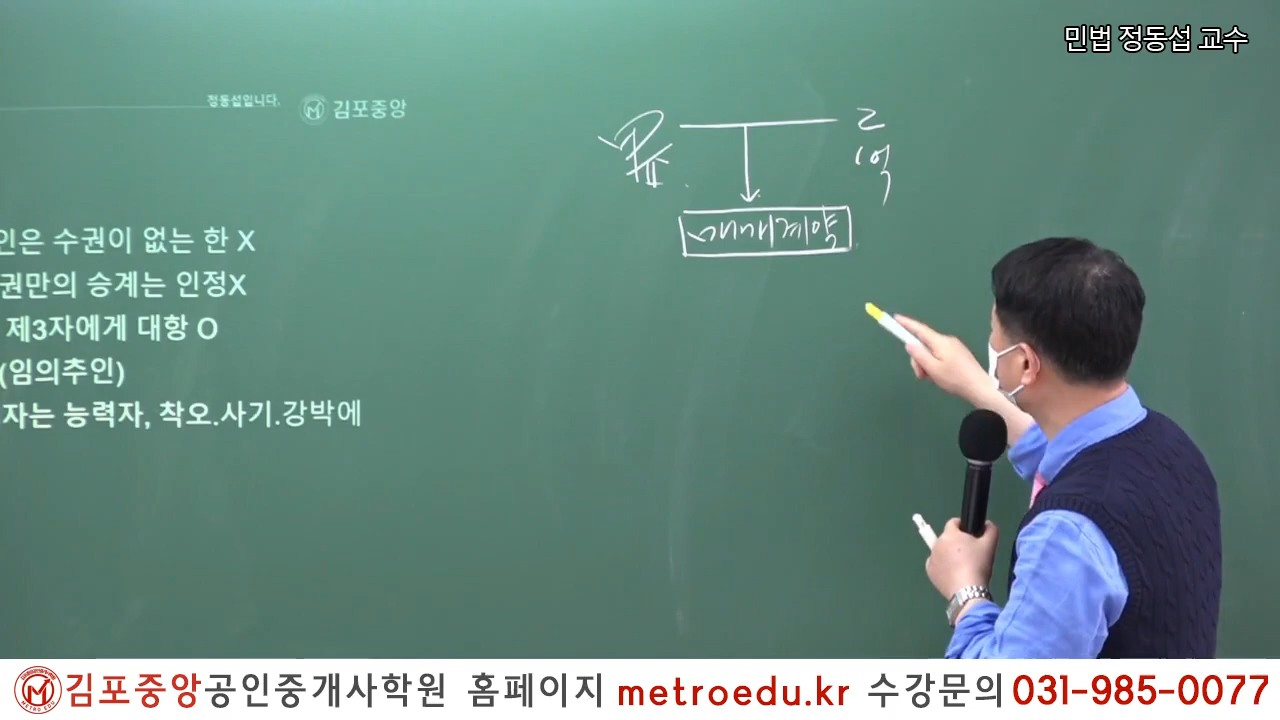 민법 정동섭 교수
정동섭입니다.
김포중앙
인은 수권이 없는 한 X
권만의 승계는 인정X
제3자에게 대항 O
(임의추인)
자는 능력자, 착오.사기.강박에
乙
1억
매매계약
김포중앙공인중개사학원 홈페이지 metroedu.kr 수강문의 031-985-0077